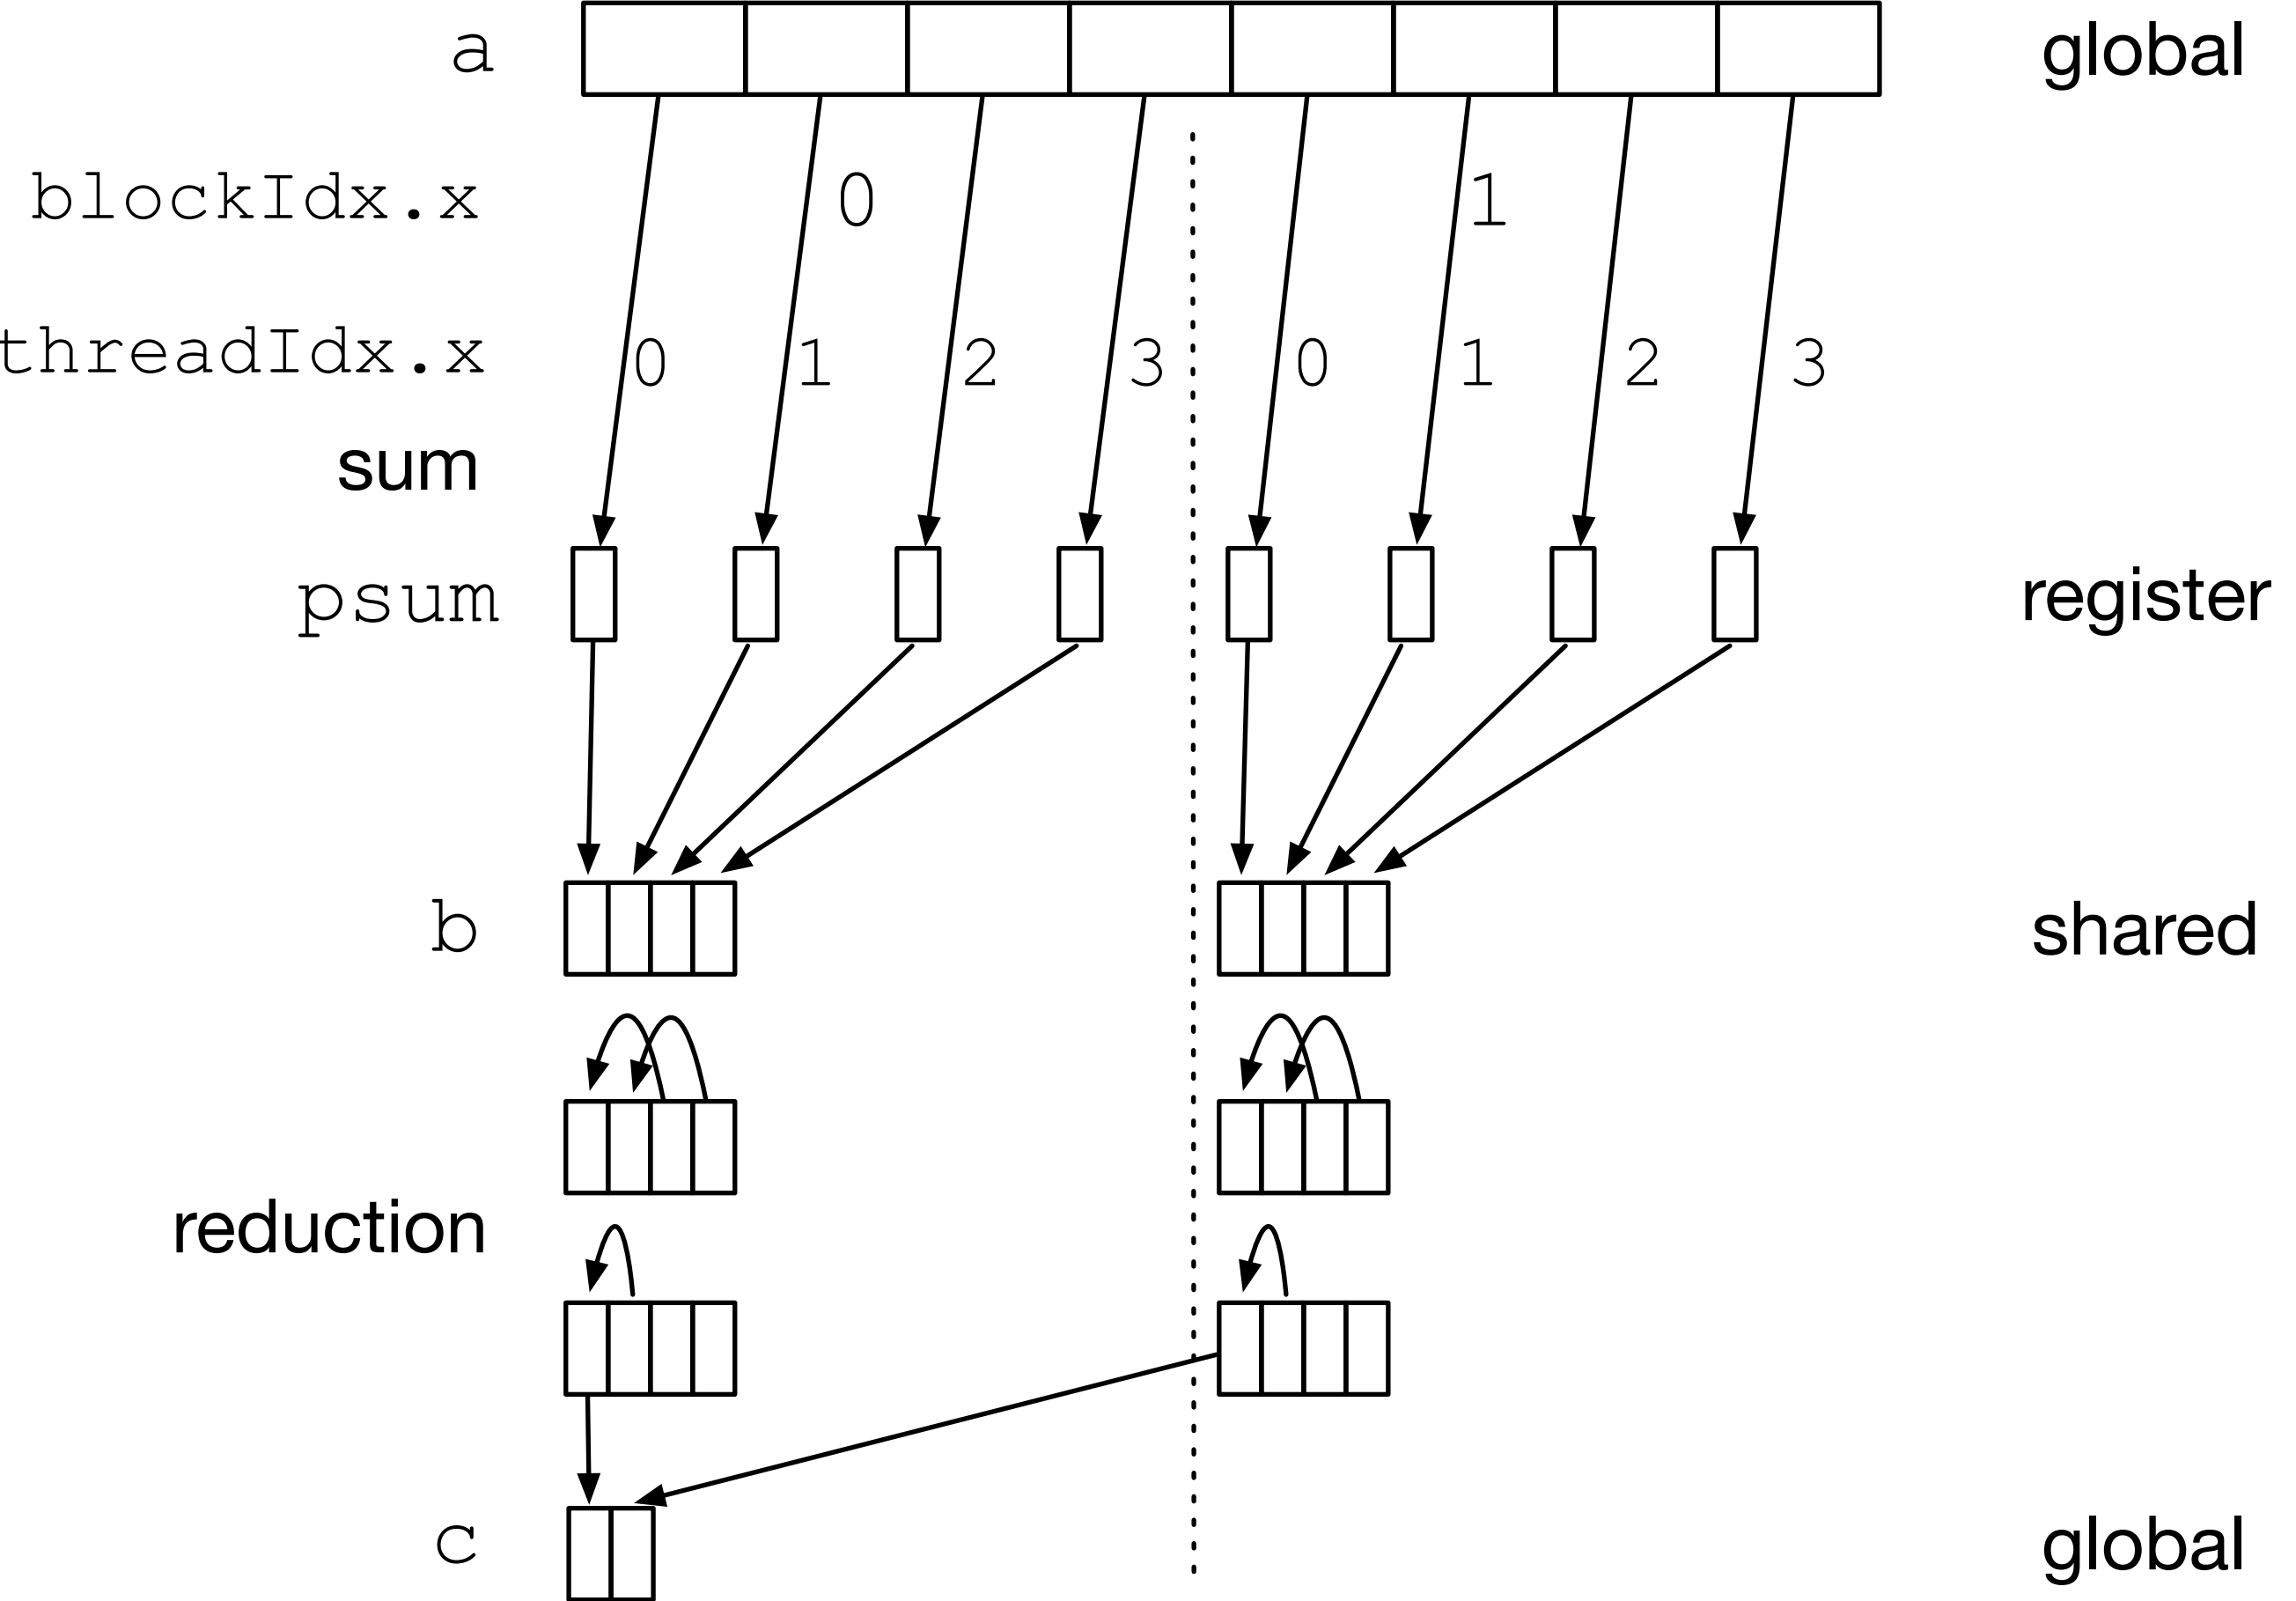 a global
blockIdx.x 0 1
threadIdx.x 0 1 2 3 0 1 2 3
sum
psum register
b shared
reduction
c global